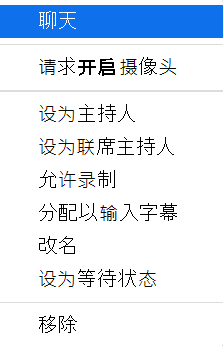 聊天
请求开启摄像头
设为主持人
设为联席主持人
允许录制
分配以输入字幕
改名
设为等待状态
移除